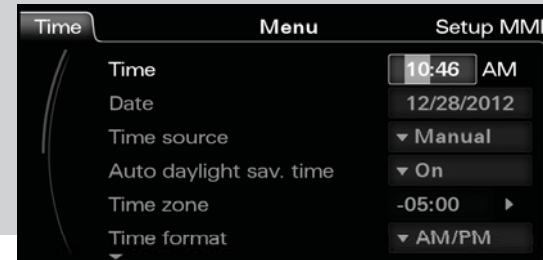 Time Menu Setup MMI
Time 10:46 AM
Date 12/28/2012
Time source Manual
Auto daylight sav. time On
Time zone -05:00
Time format AM/PM